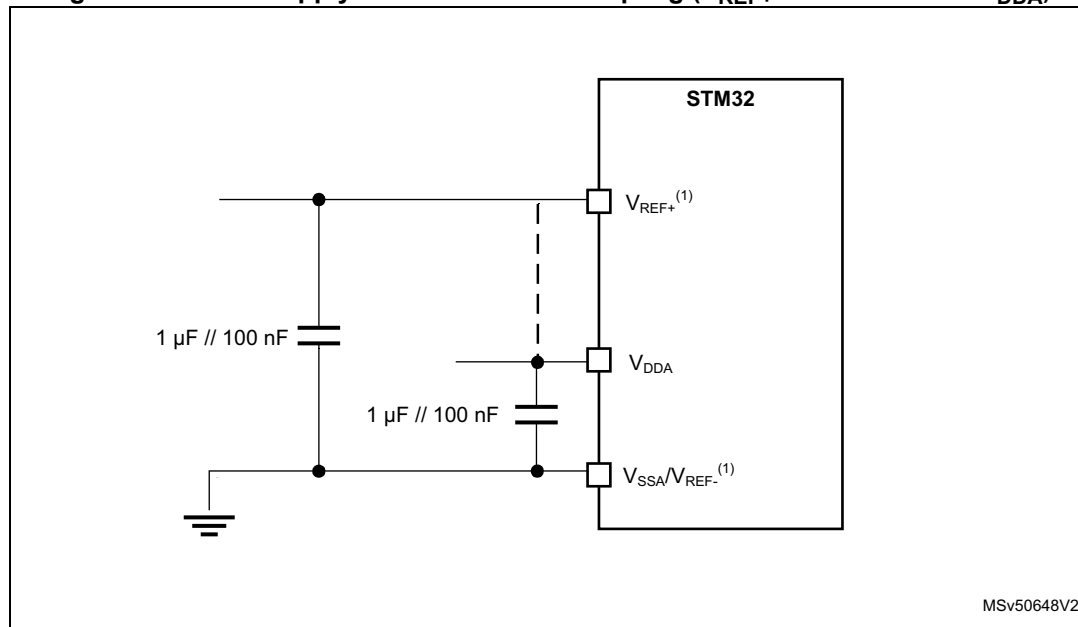 STM32
VREF+(1)
1 µF // 100 nF
VDDA
1 µF // 100 nF
VSSA/VREF-(1)
MSv50648V2